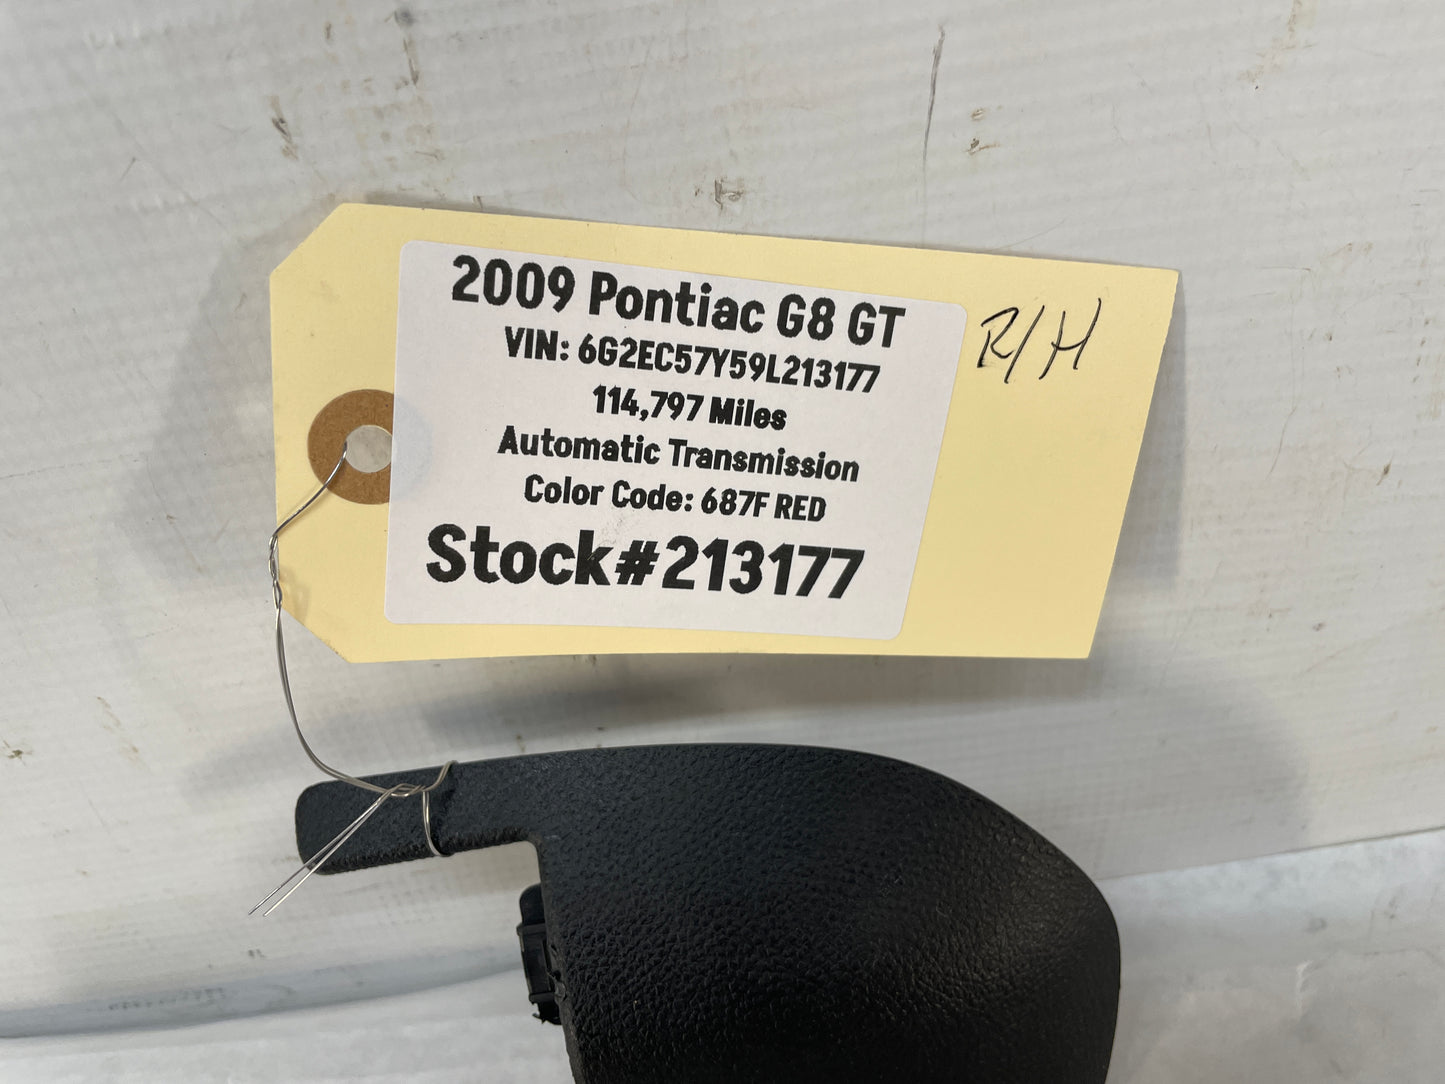 2009 Pontiac G8 GT
VIN: 6G2EC57Y59L213177
114,797 Miles
Automatic Transmission
Color Code: 687F RED
Stock#213177
R/H